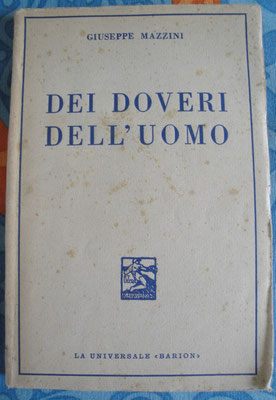 GIUSEPPE MAZZINI
DEI DOVERI
DELL'UOMO
LA UNIVERSALE «BARION»